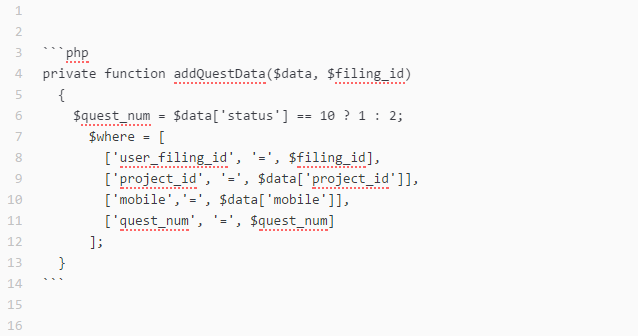 1
2
3 ```php
4 private function addQuestData($data, $filing_id)
5 {
6 $quest_num = $data['status'] == 10 ? 1 : 2;
7 $where = [
8 ['user_filing_id', '=', $filing_id],
9 ['project_id', '=', $data['project_id']],
10 ['mobile','=', $data['mobile']],
11 ['quest_num', '=', $quest_num]
12 ];
13 }
14 ```
15
16